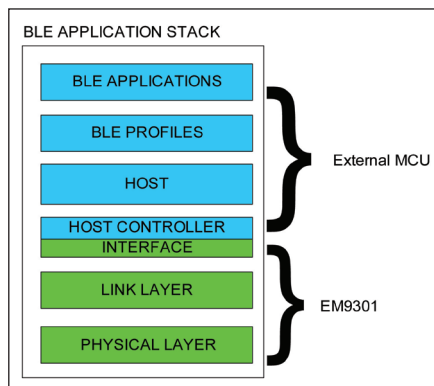 BLE APPLICATION STACK
BLE APPLICATIONS
BLE PROFILES
External MCU
HOST
HOST CONTROLLER
INTERFACE
LINK LAYER
EM9301
PHYSICAL LAYER